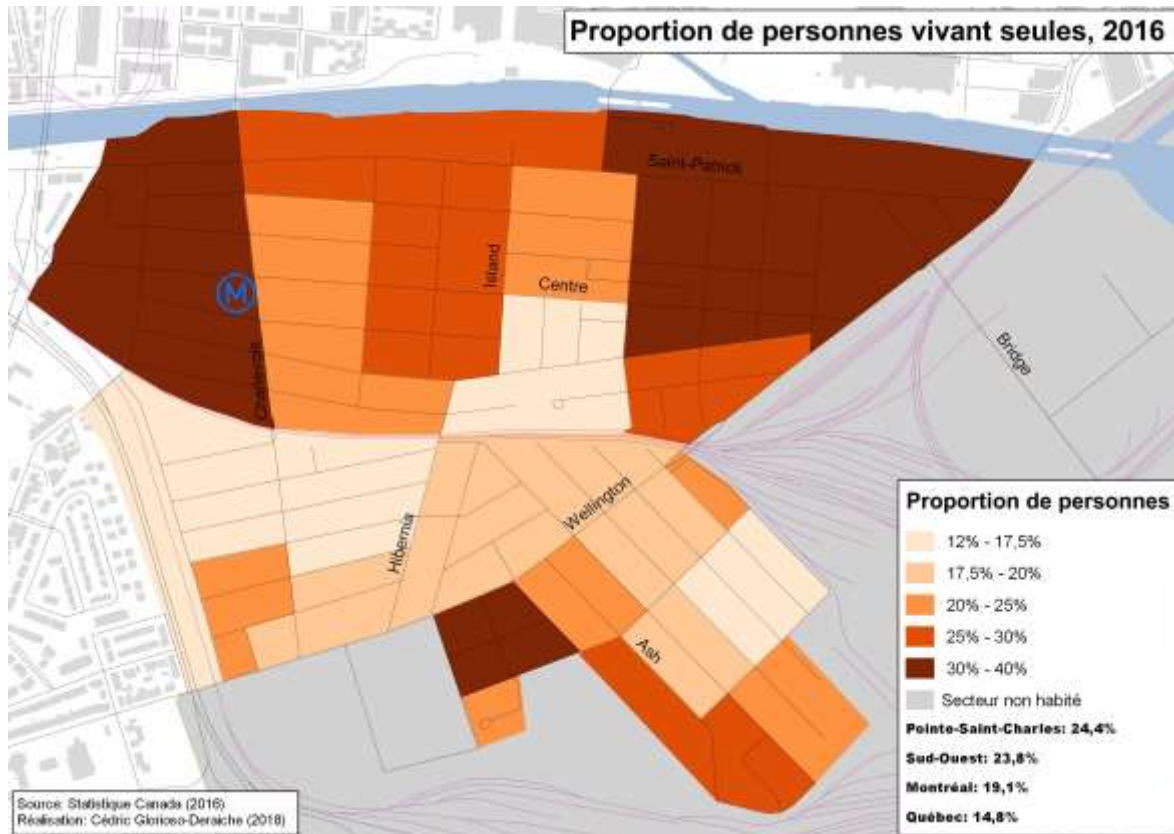 Proportion de personnes vivant seules, 2016
Saint-Patrick
Island
Centre
M
Charlevoix
Bridge
Wellington
Hibernia
Ash
Proportion de personnes
12% - 17,5%
17,5% - 20%
20% - 25%
25% - 30%
30% - 40%
Secteur non habité
Pointe-Saint-Charles: 24,4%
Sud-Ouest: 23,8%
Montréal: 19,1%
Québec: 14,8%
Source: Statistique Canada (2016)
Réalisation: Cédric Glorioso-Deraiche (2018)